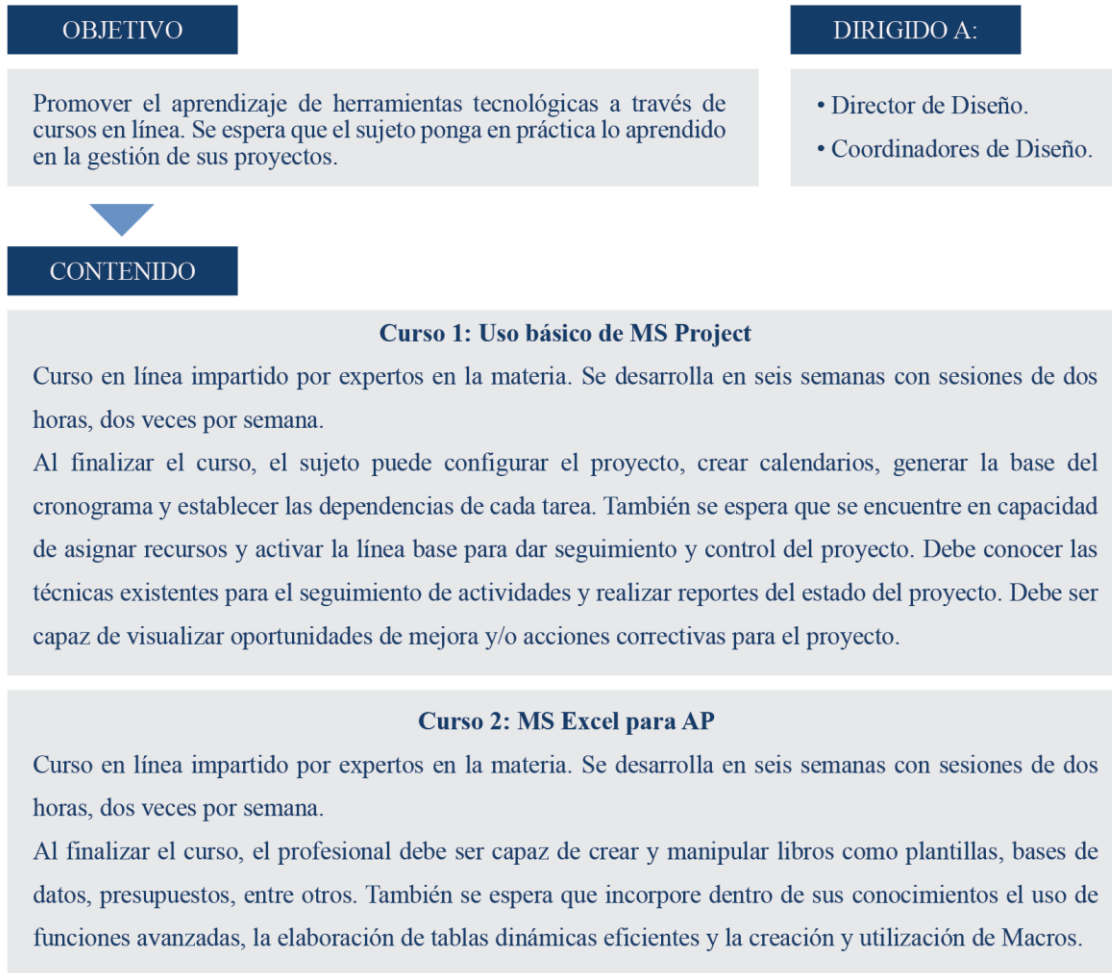 OBJETIVO
Promover el aprendizaje de herramientas tecnológicas a través de
cursos en línea. Se espera que el sujeto ponga en práctica lo aprendido
en la gestión de sus proyectos.
DIRIGIDO A:
• Director de Diseño.
• Coordinadores de Diseño.
CONTENIDO
Curso 1: Uso básico de MS Project
Curso en línea impartido por expertos en la materia. Se desarrolla en seis semanas con sesiones de dos
horas, dos veces por semana.
Al finalizar el curso, el sujeto puede configurar el proyecto, crear calendarios, generar la base del
cronograma y establecer las dependencias de cada tarea. También se espera que se encuentre en capacidad
de asignar recursos y activar la línea base para dar seguimiento y control del proyecto. Debe conocer las
técnicas existentes para el seguimiento de actividades y realizar reportes del estado del proyecto. Debe ser
capaz de visualizar oportunidades de mejora y/o acciones correctivas para el proyecto.
Curso 2: MS Excel para AP
Curso en línea impartido por expertos en la materia. Se desarrolla en seis semanas con sesiones de dos
horas, dos veces por semana.
Al finalizar el curso, el profesional debe ser capaz de crear y manipular libros como plantillas, bases de
datos, presupuestos, entre otros. También se espera que incorpore dentro de sus conocimientos el uso de
funciones avanzadas, la elaboración de tablas dinámicas eficientes y la creación y utilización de Macros.